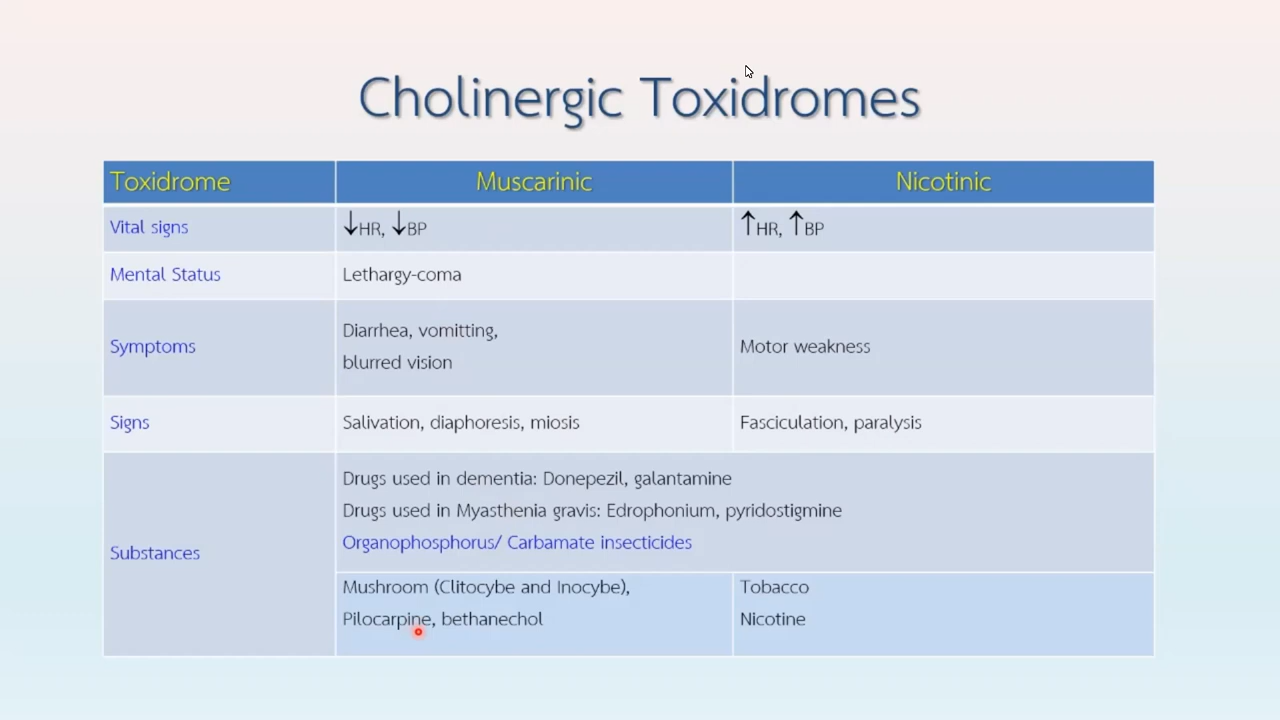 Cholinergic Toxidromes
Toxidrome Muscarinic Nicotinic
Vital signs ↓HR, ↓BP ↑HR, ↑BP
Mental Status Lethargy-coma
Symptoms
Diarrhea, vomitting,
blurred vision
Motor weakness
Signs Salivation, diaphoresis, miosis Fasciculation, paralysis
Substances
Drugs used in dementia: Donepezil, galantamine
Drugs used in Myasthenia gravis: Edrophonium, pyridostigmine
Organophosphorus/ Carbamate insecticides
Mushroom (Clitocybe and Inocybe),
Pilocarpine, bethanechol
Tobacco
Nicotine